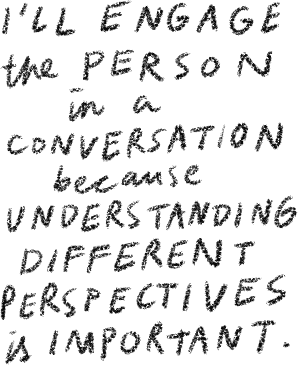 I'LL ENGAGE
the PERSON
in a
CONVERSATION
because
UNDERSTANDING
DIFFERENT
PERSPECTIVES
is IMPORTANT.